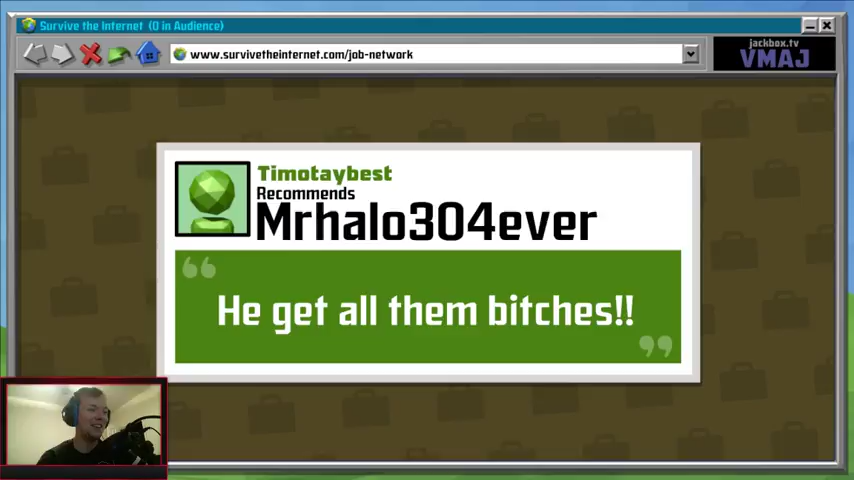 Survive the Internet (0 in Audience)
www.survivetheinternet.com/job-network
jackbox.tv
VMAJ
Timotaybest
Recommends
Mrhalo304ever
“
He get all them bitches!!
”